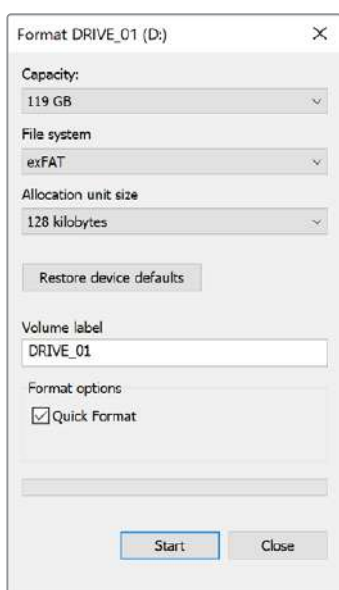 Format DRIVE_01 (D:)
Capacity:
119 GB
File system
exFAT
Allocation unit size
128 kilobytes
Restore device defaults
Volume label
DRIVE_01
Format options
Quick Format
Start Close